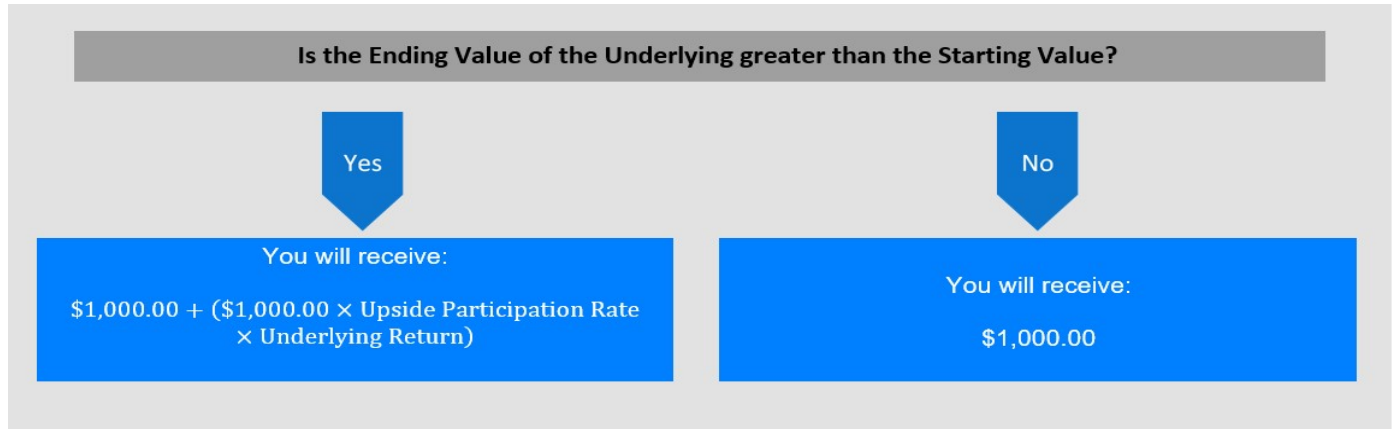 Is the Ending Value of the Underlying greater than the Starting Value?
Yes
No
You will receive:
$1,000.00 + ($1,000.00 × Upside Participation Rate
× Underlying Return)
You will receive:
$1,000.00